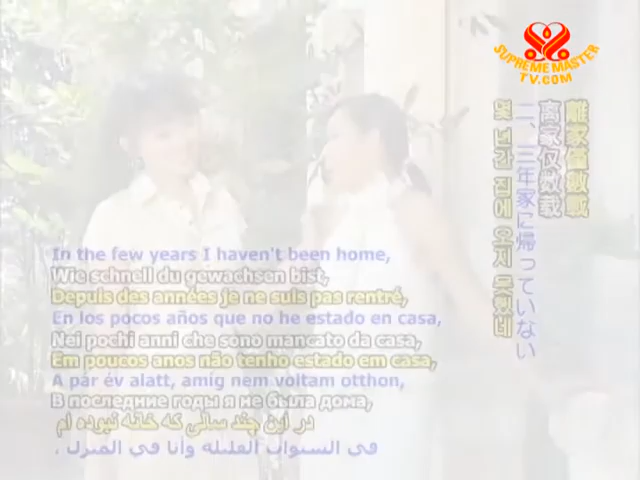 SUPREME MASTER
TV.COM
離家僅數載
离家仅数载
二、三年家に帰っていない
몇 년간 집에 오지 못했네
In the few years I haven't been home,
Wie schnell du gewachsen bist,
Depuis des années je ne suis pas rentré,
En los pocos años que no he estado en casa,
Nei pochi anni che sono mancato da casa,
Em poucos anos não tenho estado em casa,
A pár év alatt, amíg nem voltam otthon,
В последние годы я не была дома,
در این چند سالی که خانه نبوده ام
في السنوات القليلة وأنا في المنزل .